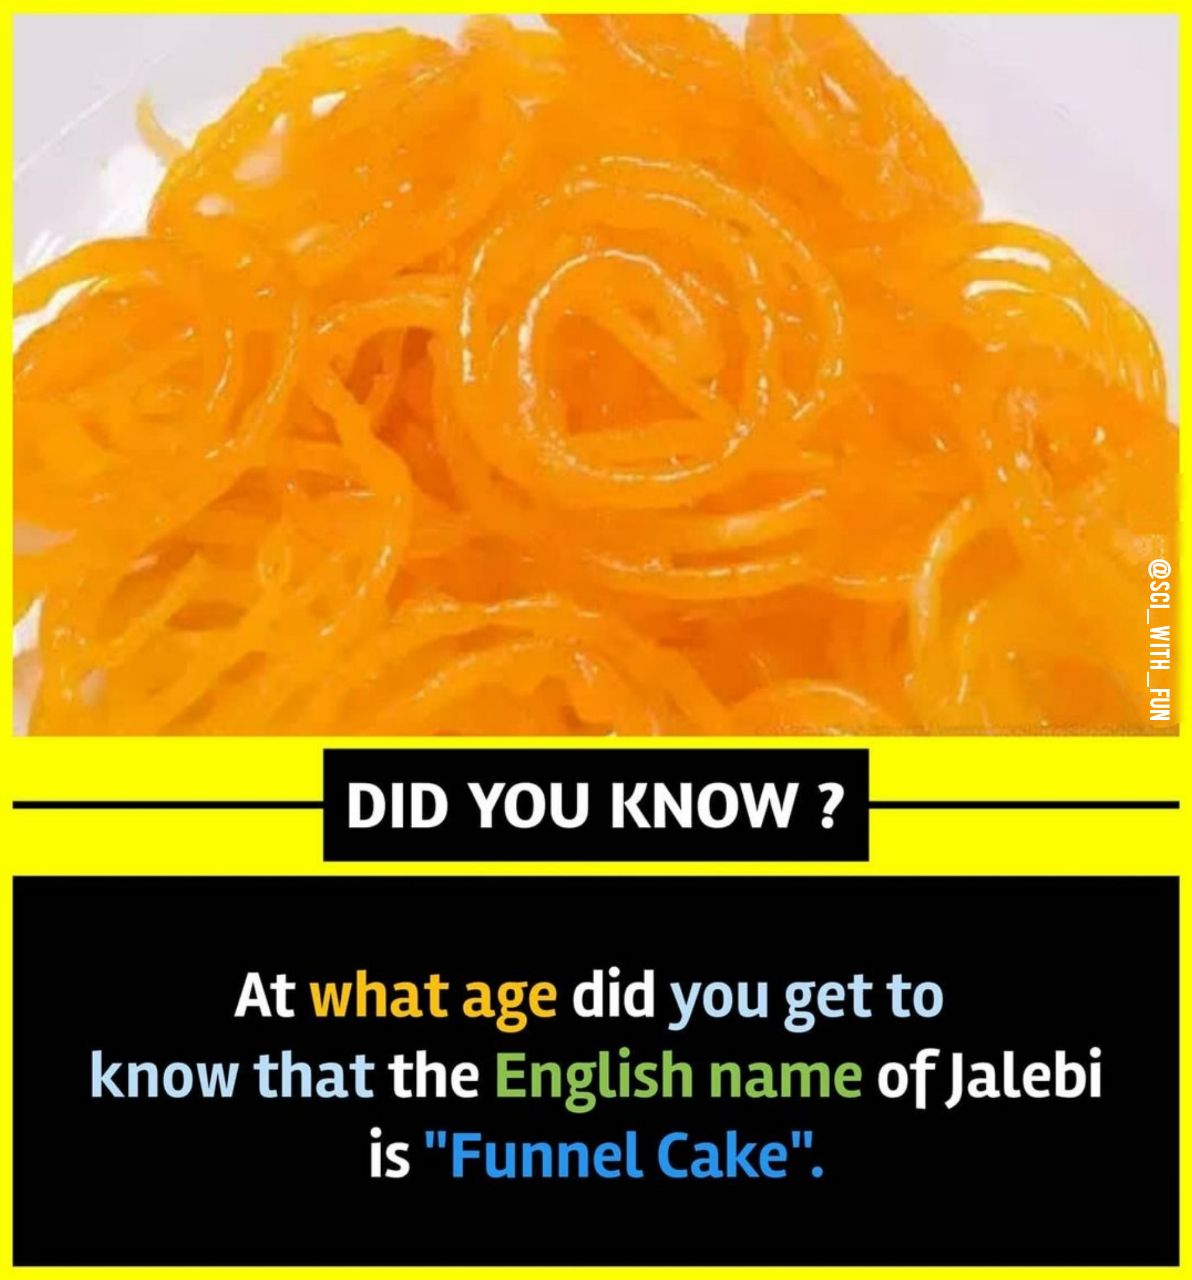 @SCI_WITH_FUN
DID YOU KNOW ?
At what age did you get to
know that the English name of Jalebi
is "Funnel Cake".